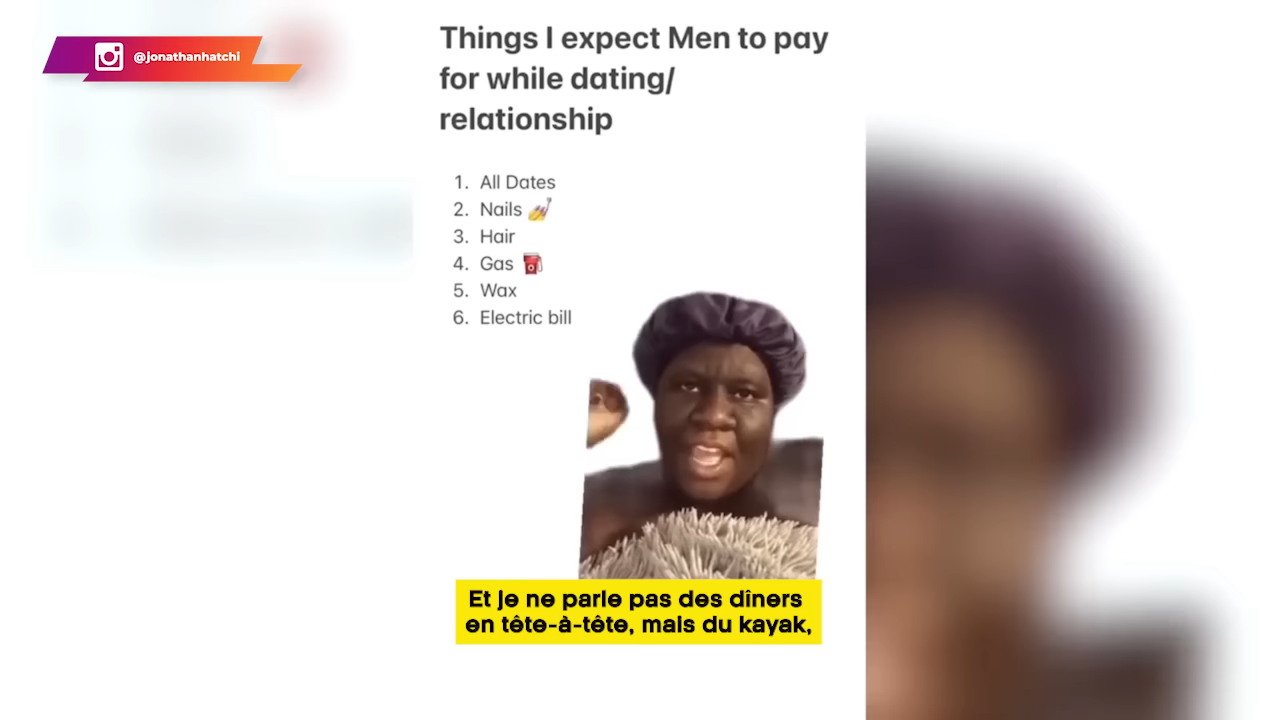 @jonathanhatchi
Things I expect Men to pay
for while dating/
relationship
1. All Dates
2. Nails 💅
3. Hair
4. Gas ⛽
5. Wax
6. Electric bill
Et je ne parle pas des dîners
en tête-à-tête, mais du kayak,